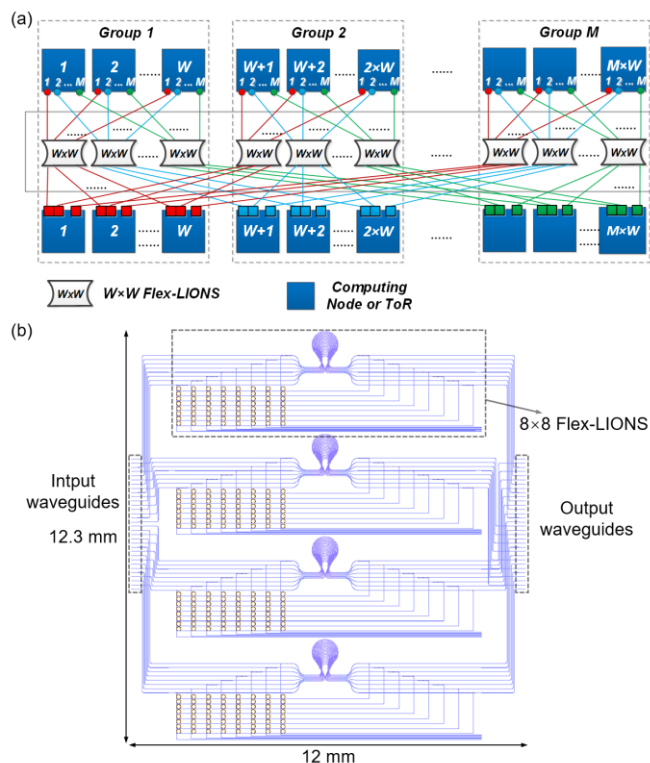 (a)
Group 1
Group 2
Group M
1 2 ...... W W+1 W+2 ...... 2×W ...... ...... M×W
1 2 ... M 1 2 ... M 1 2 ... M 1 2 ... M 1 2 ... M 1 2 ... M 1 2 ... M 1 2 ... M 1 2 ... M
...... ...... ...... ...... ...... ......
W×W W×W ...... W×W W×W W×W ...... W×W ...... W×W W×W ...... W×W
...... ......
1 2 ...... W W+1 W+2 ...... 2×W ...... ...... M×W
...... ...... ......
W×W W×W Flex-LIONS
Computing
Node or ToR
(b)
8×8 Flex-LIONS
Intput
waveguides
12.3 mm
Output
waveguides
12 mm